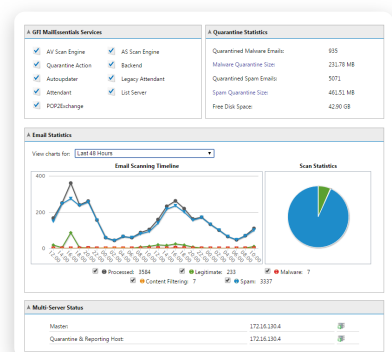 GFI MailEssentials Services
AV Scan Engine
AS Scan Engine
Quarantine Action
Backend
Autoupdater
Legacy Attendant
Attendant
List Server
POP2Exchange
Quarantine Statistics
Quarantined Malware Emails: 935
Malware Quarantine Size: 231.78 MB
Quarantined Spam Emails: 5071
Spam Quarantine Size: 461.51 MB
Free Disk Space: 42.90 GB
Email Statistics
View charts for: Last 48 Hours
Email Scanning Timeline
Scan Statistics
400
200
0
Processed: 3584
Legitimate: 233
Malware: 7
Content Filtering: 7
Spam: 3337
Multi-Server Status
Master: 172.16.130.4
Quarantine & Reporting Host: 172.16.130.4